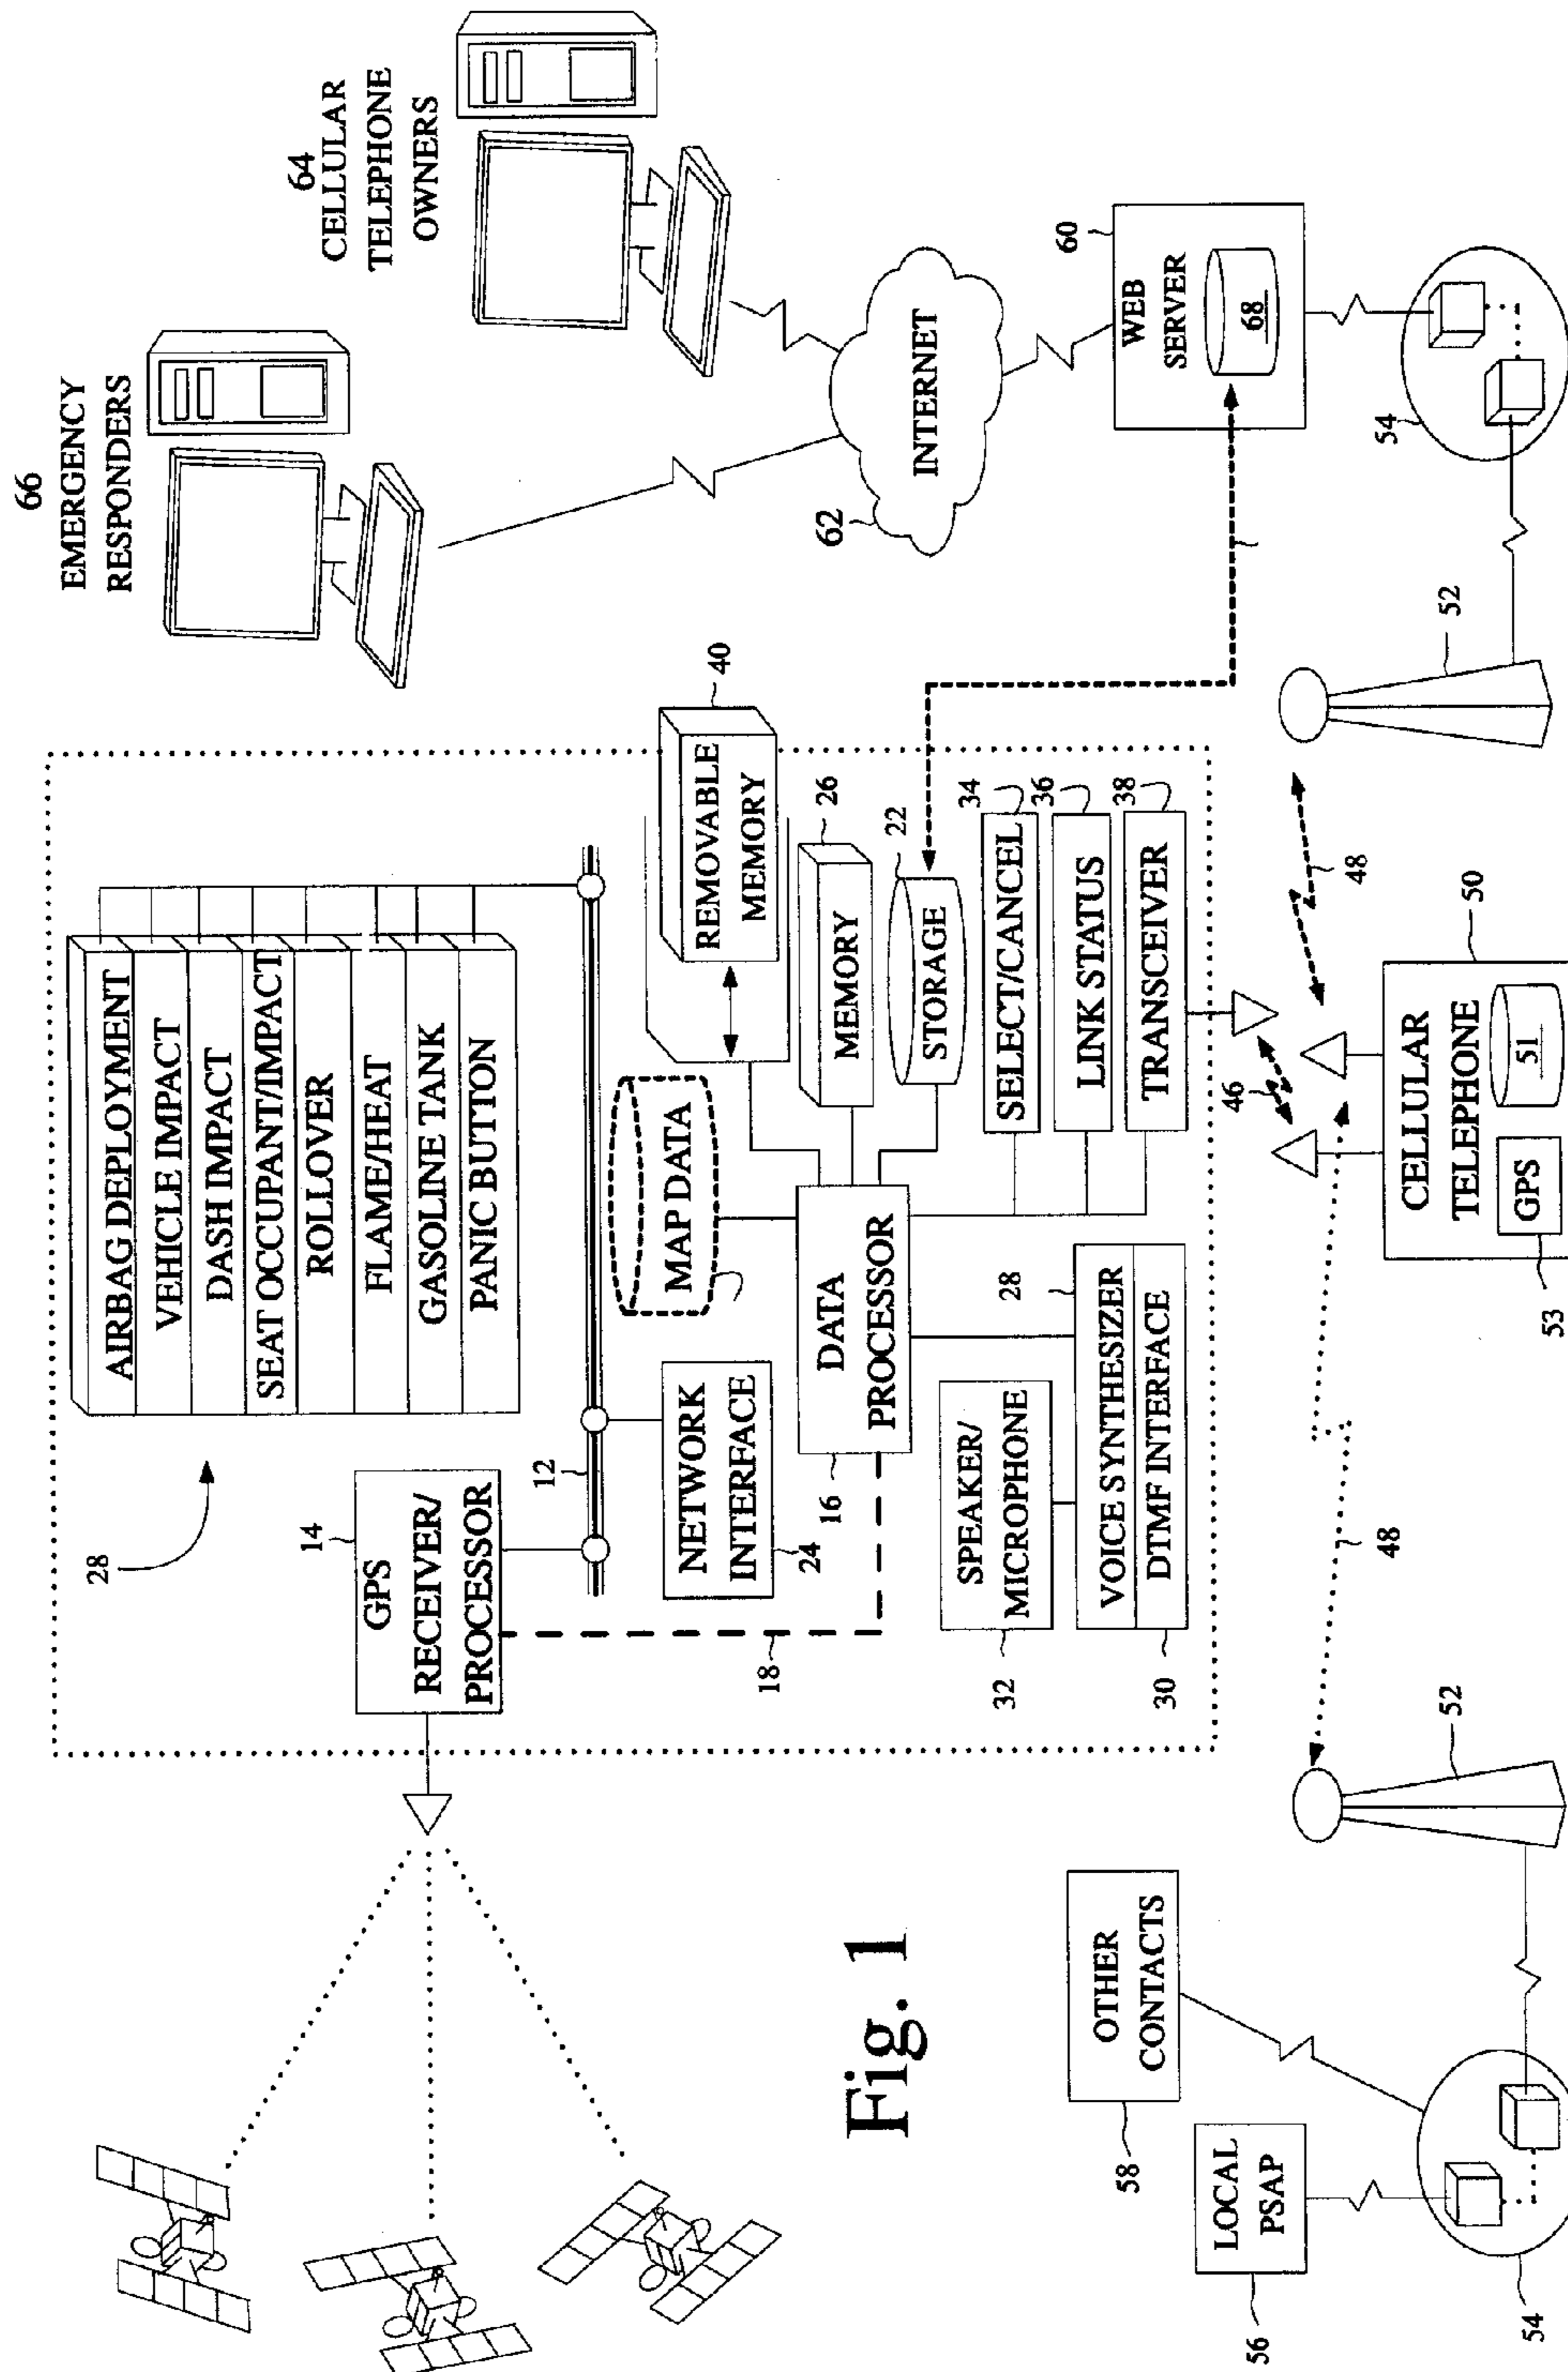 66
EMERGENCY
RESPONDERS
64
CELLULAR
TELEPHONE
OWNERS
28
AIRBAG DEPLOYMENT
VEHICLE IMPACT
DASH IMPACT
SEAT OCCUPANT/IMPACT
ROLLOVER
FLAME/HEAT
GASOLINE TANK
PANIC BUTTON
14
GPS
RECEIVER/
PROCESSOR
12
NETWORK
INTERFACE
24
MAP DATA
REMOVABLE
MEMORY
40
MEMORY
26
STORAGE
22
16
DATA
PROCESSOR
18
SPEAKER/
MICROPHONE
32
28
VOICE SYNTHESIZER
DTMF INTERFACE
30
SELECT/CANCEL
34
LINK STATUS
36
TRANSCEIVER
38
62
INTERNET
60
WEB
SERVER
68
54
52
48
46
50
CELLULAR
TELEPHONE
51
GPS
53
48
52
Fig. 1
OTHER
CONTACTS
58
LOCAL
PSAP
56
54